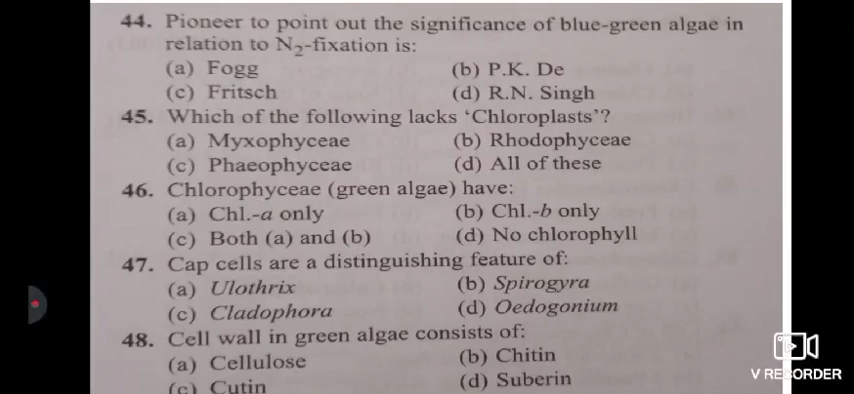 44. Pioneer to point out the significance of blue-green algae in
relation to N₂-fixation is:
(a) Fogg (b) P.K. De
(c) Fritsch (d) R.N. Singh
45. Which of the following lacks ‘Chloroplasts’?
(a) Myxophyceae (b) Rhodophyceae
(c) Phaeophyceae (d) All of these
46. Chlorophyceae (green algae) have:
(a) Chl.-a only (b) Chl.-b only
(c) Both (a) and (b) (d) No chlorophyll
47. Cap cells are a distinguishing feature of:
(a) Ulothrix (b) Spirogyra
(c) Cladophora (d) Oedogonium
48. Cell wall in green algae consists of:
(a) Cellulose (b) Chitin
(c) Cutin (d) Suberin
V RECORDER